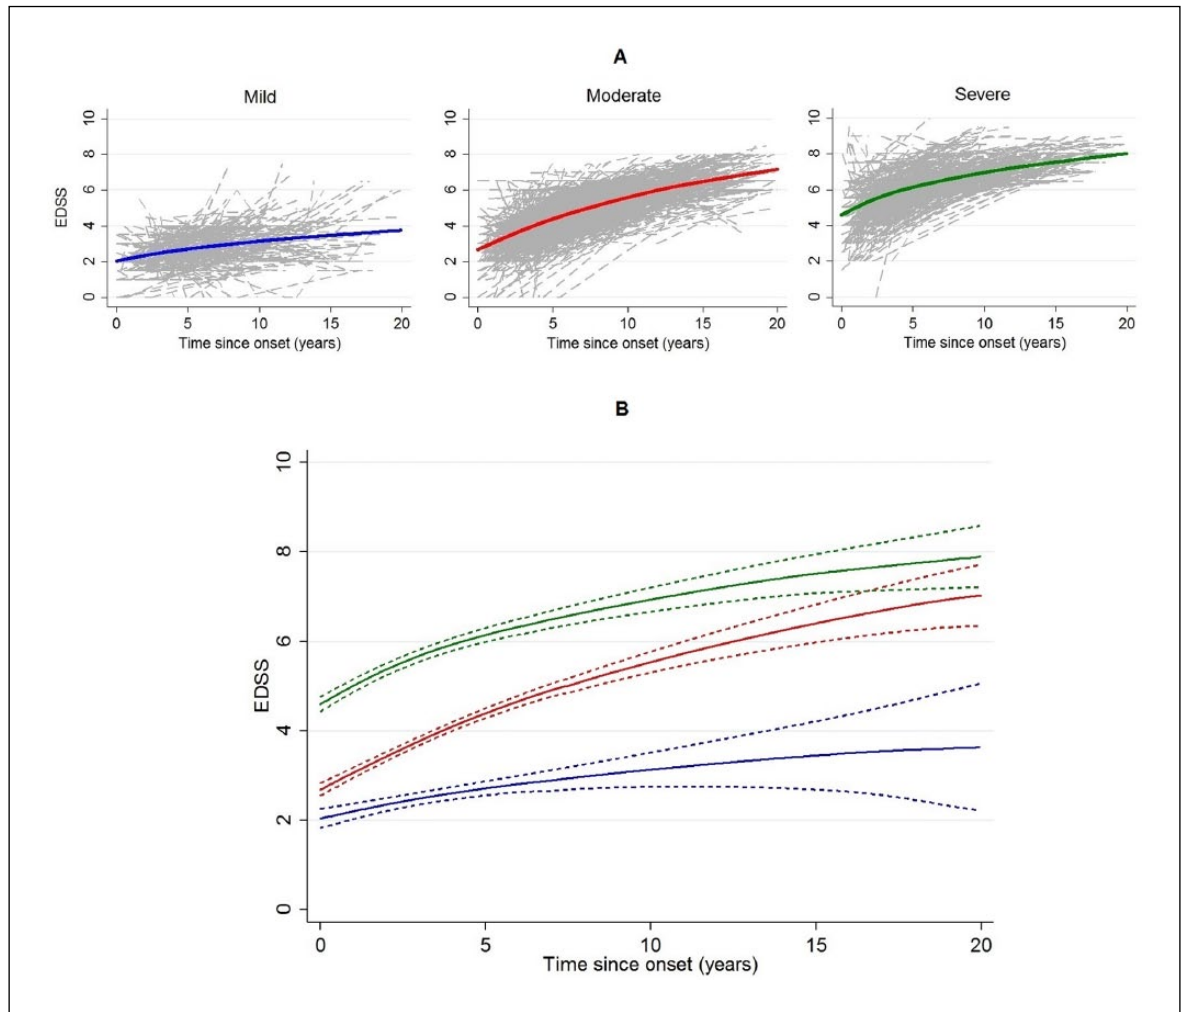 A
Mild Moderate Severe
EDSS
10 10 10
8 8 8
6 6 6
4 4 4
2 2 2
0 0 0
0 5 10 15 20 0 5 10 15 20 0 5 10 15 20
Time since onset (years) Time since onset (years) Time since onset (years)
B
EDSS
10
8
6
4
2
0
0 5 10 15 20
Time since onset (years)